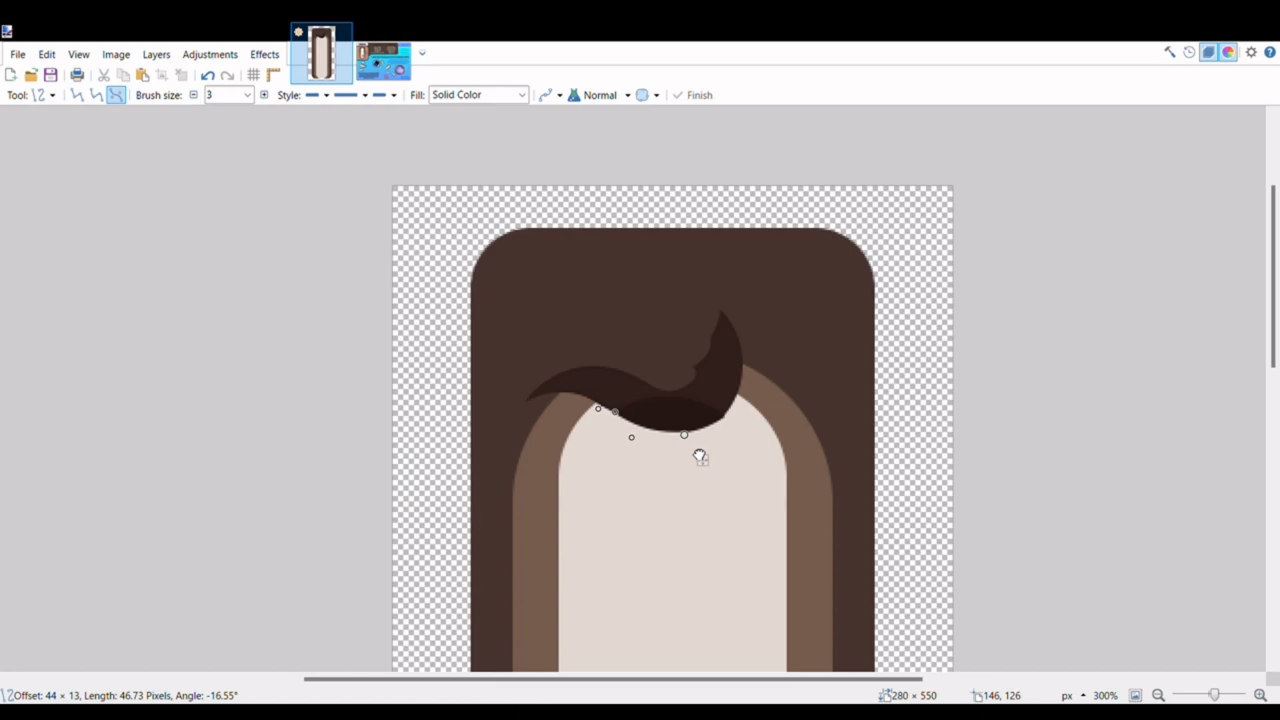 File Edit View Image Layers Adjustments Effects
Tool: Brush size: 3 Style: Fill: Solid Color Normal Finish
Offset: 44 × 13, Length: 46.73 Pixels, Angle: -16.55° 280 × 550 146, 126 px 300%